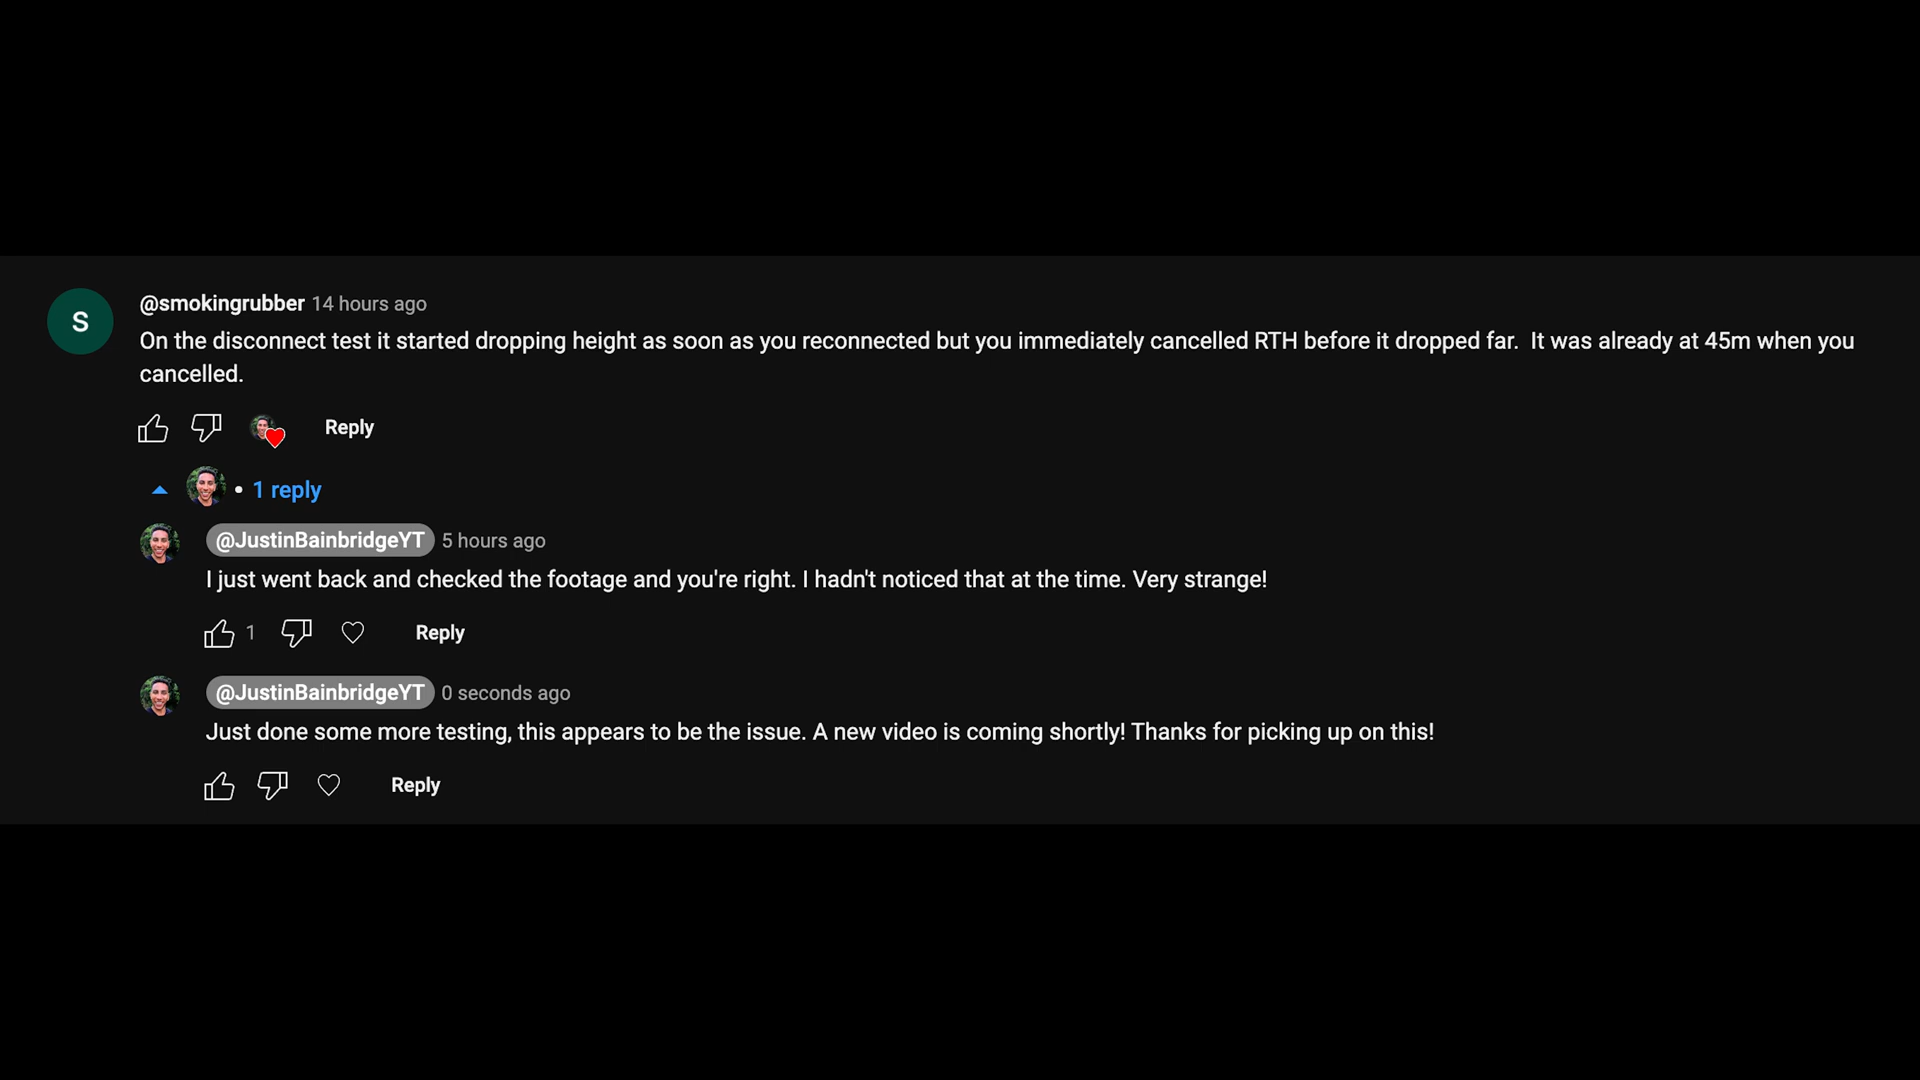 S
@smokingrubber 14 hours ago
On the disconnect test it started dropping height as soon as you reconnected but you immediately cancelled RTH before it dropped far.  It was already at 45m when you
cancelled.
Reply
• 1 reply
@JustinBainbridgeYT 5 hours ago
I just went back and checked the footage and you're right. I hadn't noticed that at the time. Very strange!
1 Reply
@JustinBainbridgeYT 0 seconds ago
Just done some more testing, this appears to be the issue. A new video is coming shortly! Thanks for picking up on this!
Reply